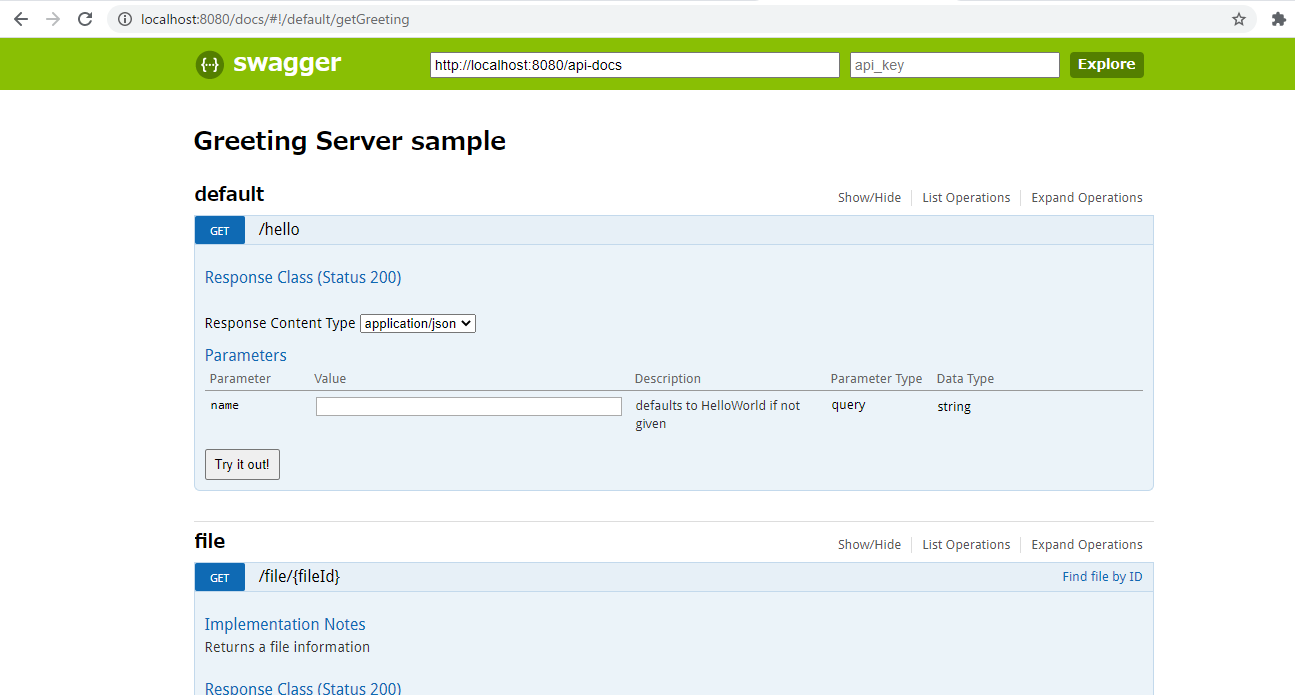 localhost:8080/docs/#!/default/getGreeting
{··} swagger http://localhost:8080/api-docs api_key Explore
Greeting Server sample
default Show/Hide List Operations Expand Operations
GET /hello
Response Class (Status 200)
Response Content Type application/json
Parameters
Parameter Value Description Parameter Type Data Type
name defaults to HelloWorld if not query string
given
Try it out!
file Show/Hide List Operations Expand Operations
GET /file/{fileId} Find file by ID
Implementation Notes
Returns a file information
Response Class (Status 200)